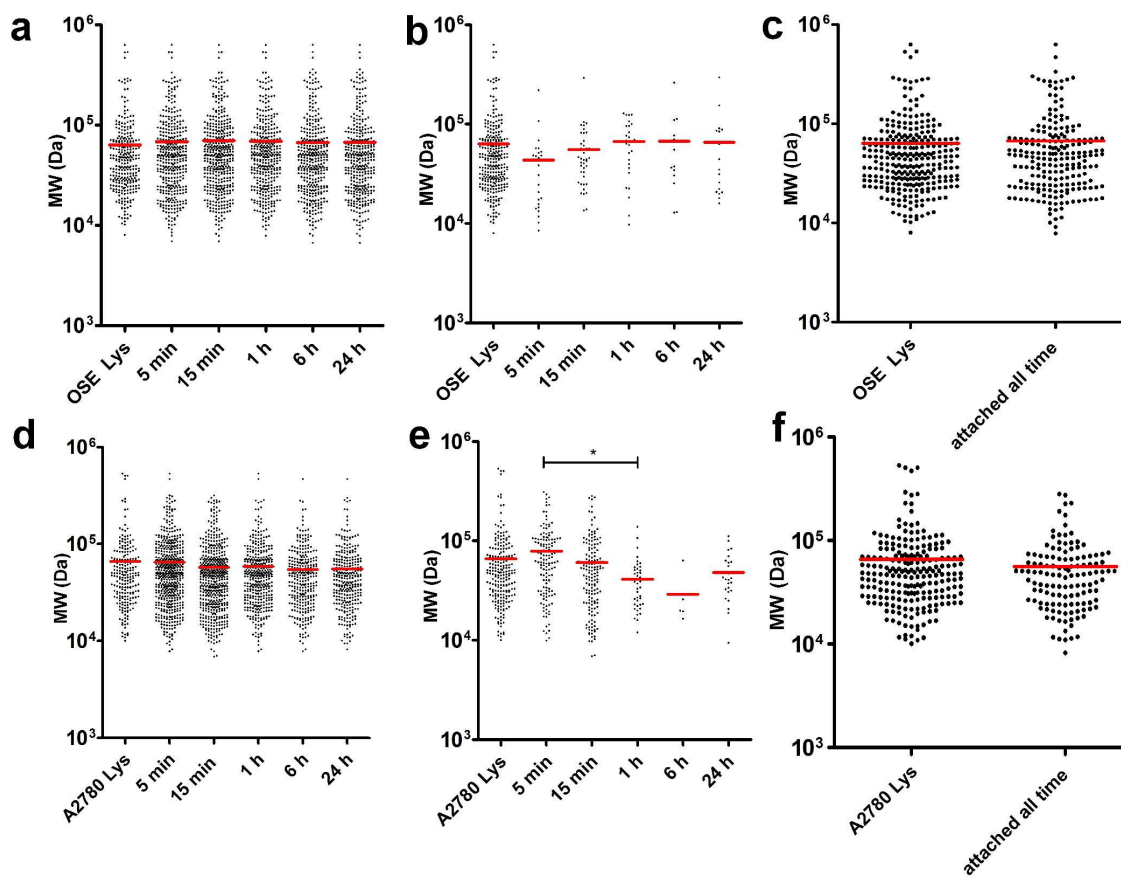 a
10⁶
10⁵
10⁴
10³
MW (Da)
OSE Lys
5 min
15 min
1 h
6 h
24 h
b
10⁶
10⁵
10⁴
10³
MW (Da)
OSE Lys
5 min
15 min
1 h
6 h
24 h
c
10⁶
10⁵
10⁴
10³
MW (Da)
OSE Lys
attached all time
d
10⁶
10⁵
10⁴
10³
MW (Da)
A2780 Lys
5 min
15 min
1 h
6 h
24 h
e
10⁶
10⁵
10⁴
10³
MW (Da)
*
A2780 Lys
5 min
15 min
1 h
6 h
24 h
f
10⁶
10⁵
10⁴
10³
MW (Da)
A2780 Lys
attached all time